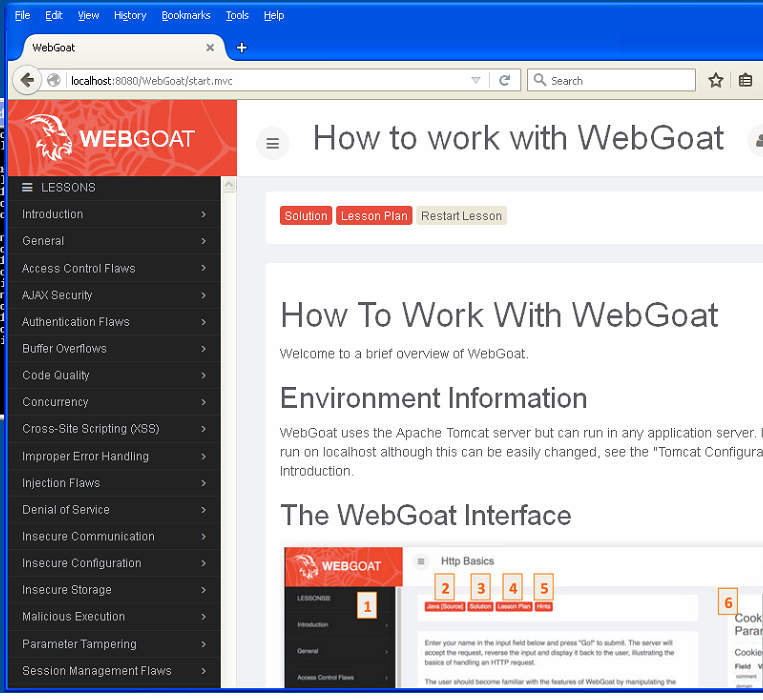 File Edit View History Bookmarks Tools Help
WebGoat
localhost:8080/WebGoat/start.mvc
Search
WEBGOAT
How to work with WebGoat
LESSONS
Introduction
General
Access Control Flaws
AJAX Security
Authentication Flaws
Buffer Overflows
Code Quality
Concurrency
Cross-Site Scripting (XSS)
Improper Error Handling
Injection Flaws
Denial of Service
Insecure Communication
Insecure Configuration
Insecure Storage
Malicious Execution
Parameter Tampering
Session Management Flaws
Solution Lesson Plan Restart Lesson
How To Work With WebGoat
Welcome to a brief overview of WebGoat.
Environment Information
WebGoat uses the Apache Tomcat server but can run in any application server.
run on localhost although this can be easily changed, see the "Tomcat Configura
Introduction.
The WebGoat Interface
WEBGOAT
Http Basics
1
2 3 4 5
6
LESSONS
Introduction
General
Access Control Flaws
Java [Source] Solution Lesson Plan Hints
Enter your name in the input field below and press "Go!" to submit. The server will
accept the request, reverse the input and display it back to the user, illustrating the
basics of handling an HTTP request.
The user should become familiar with the features of WebGoat by manipulating the
Cook
Parar
Cookie
Field V
comment
domain